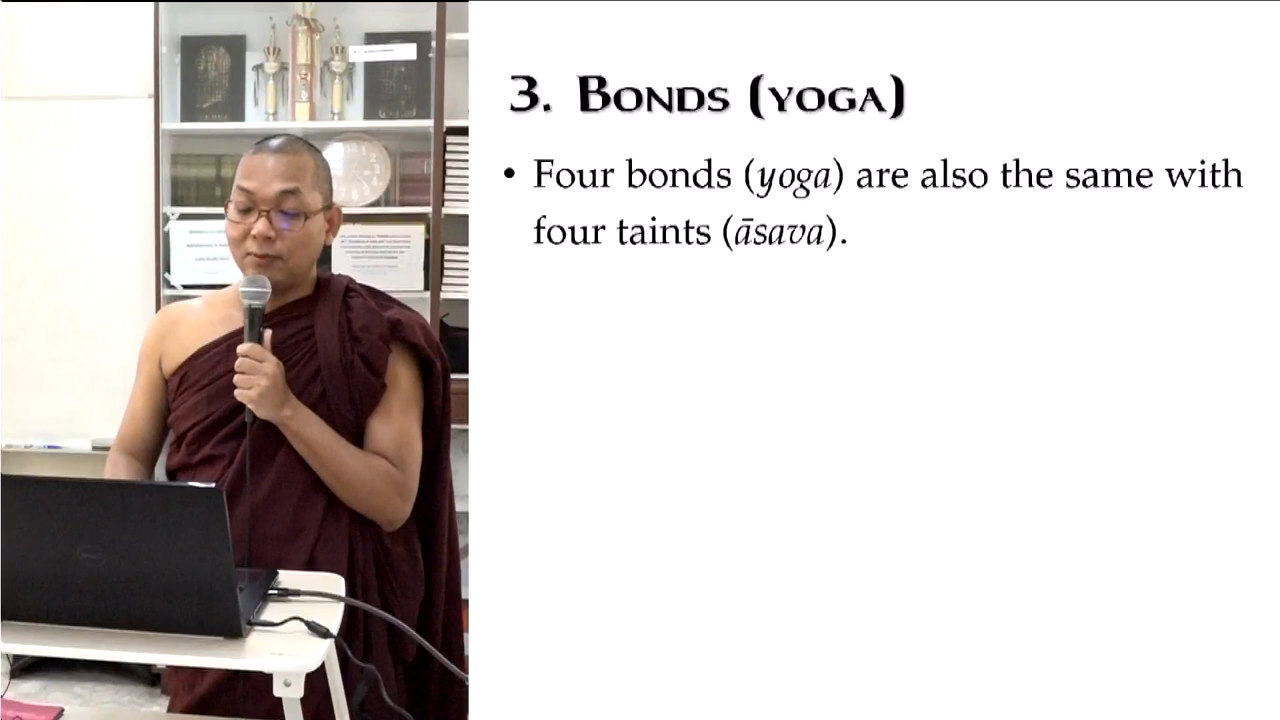 3. Bonds (yoga)
• Four bonds (yoga) are also the same with
four taints (āsava).